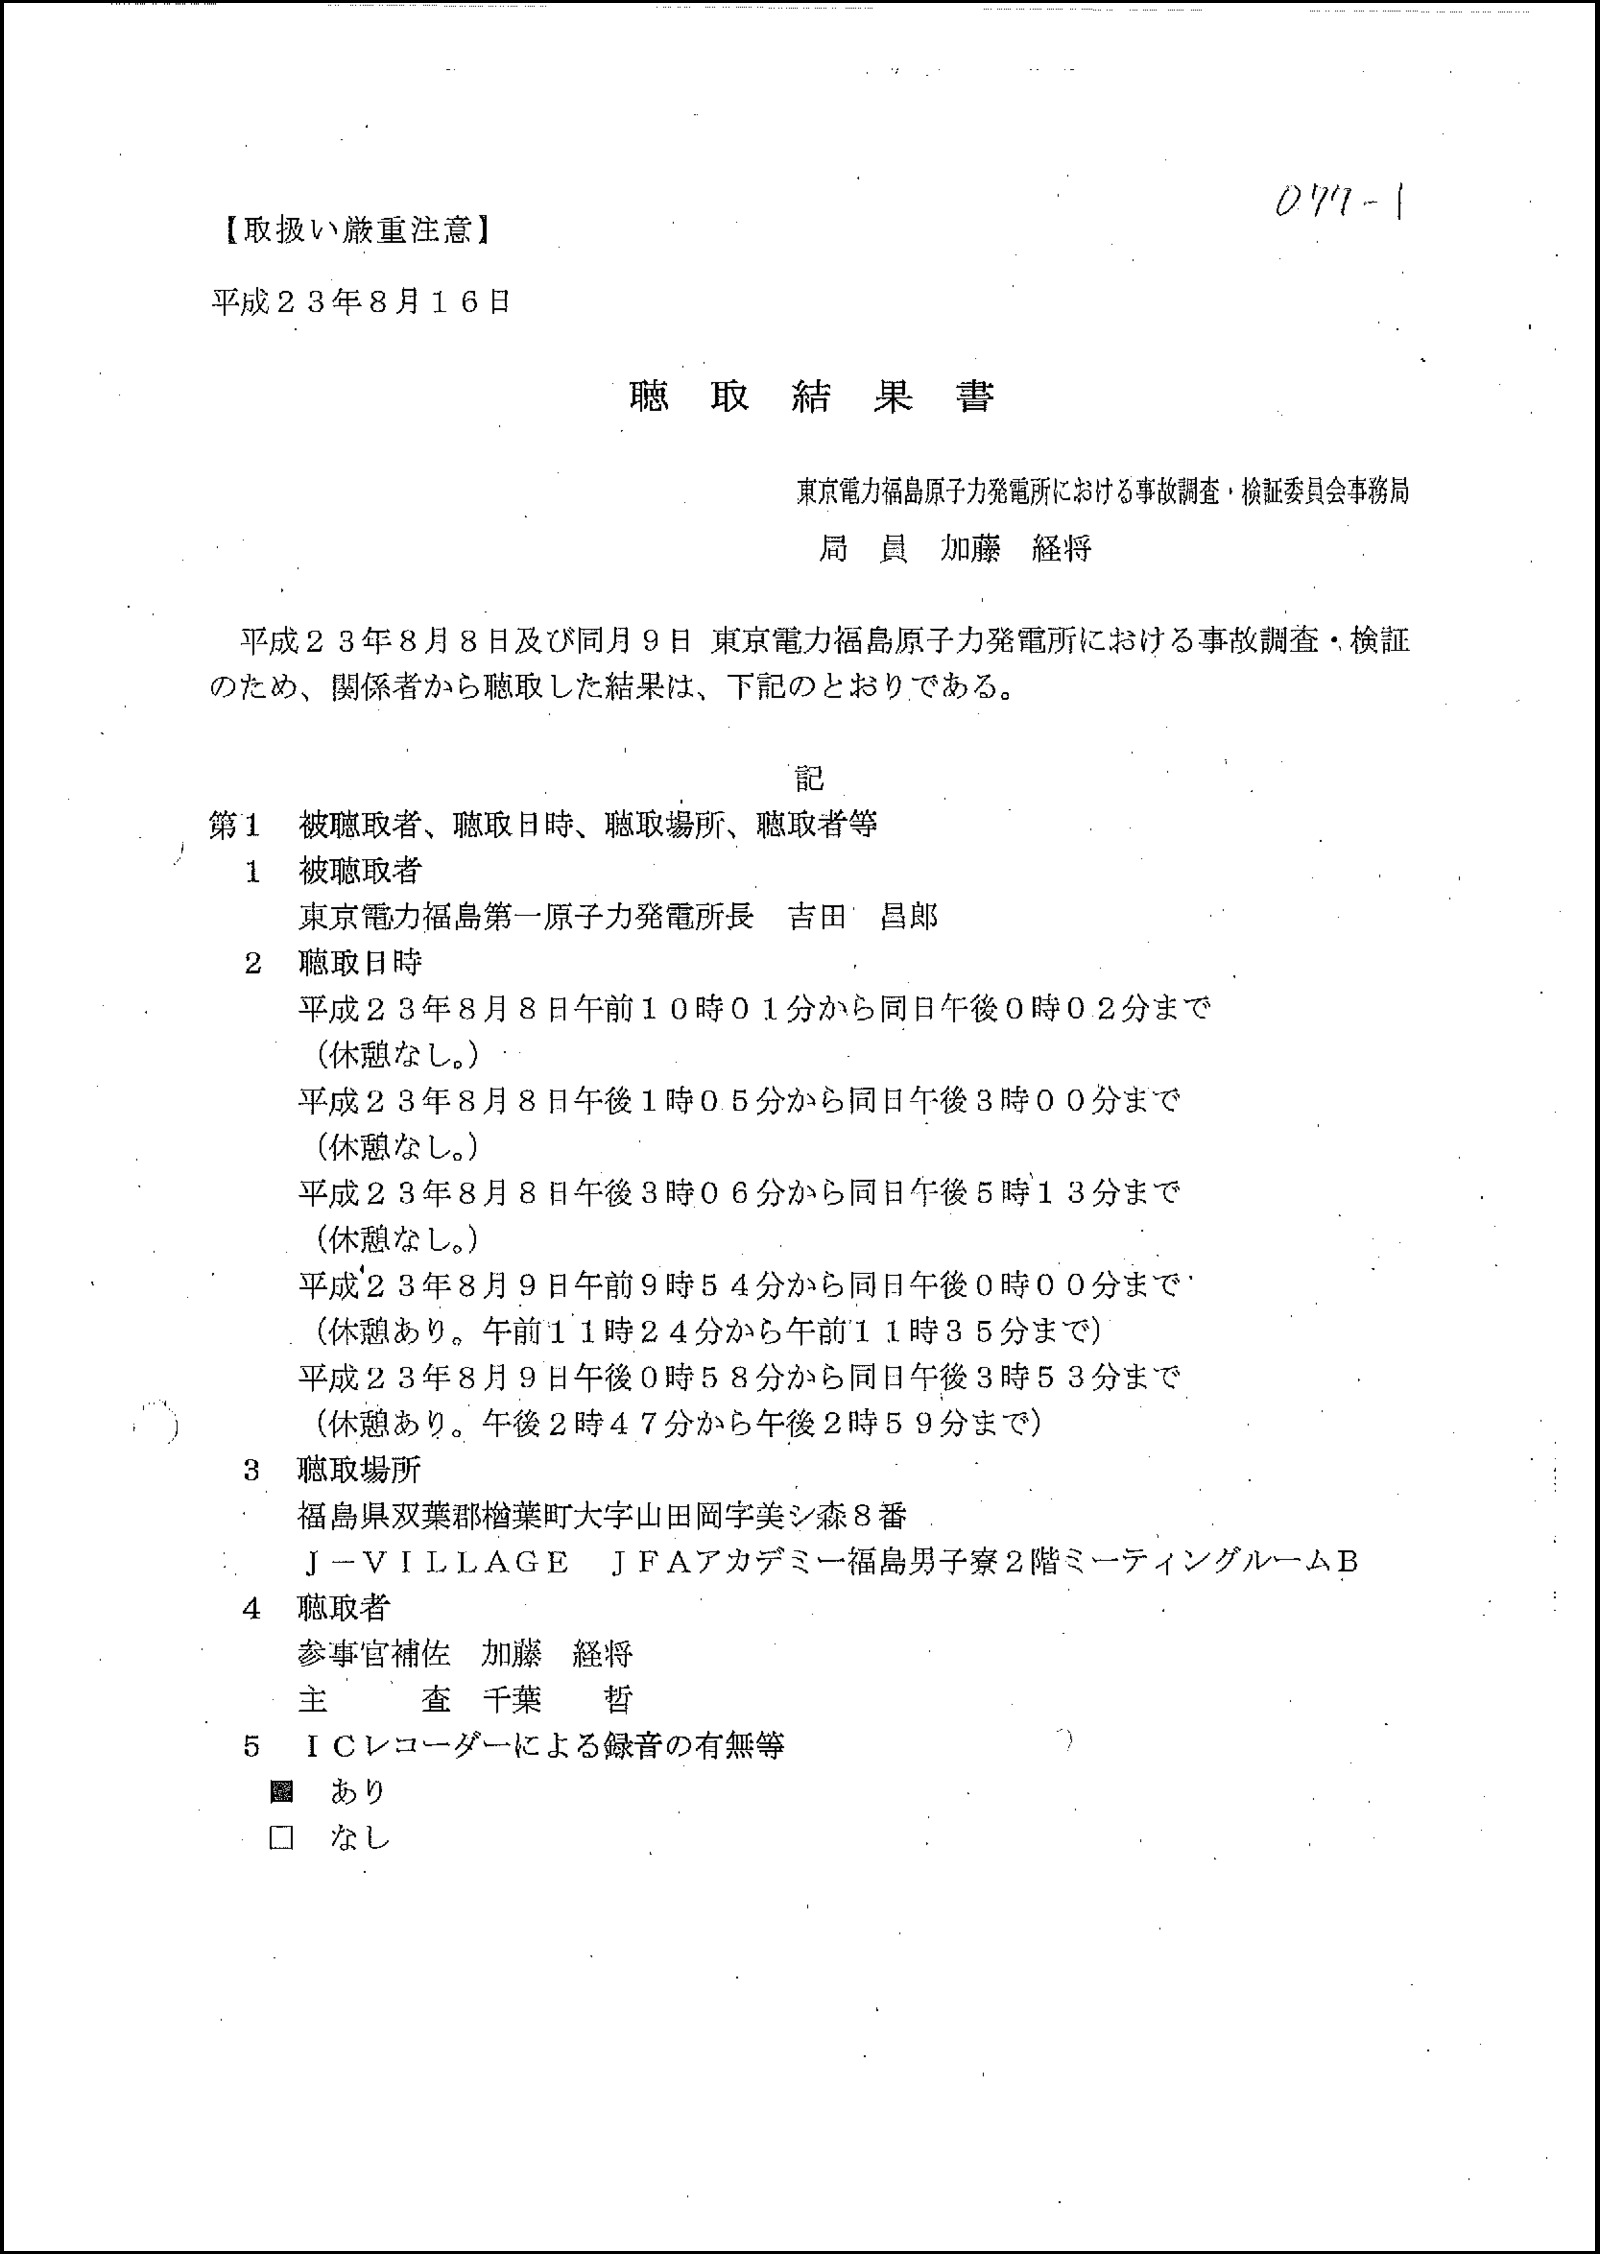 077-1
【取扱い厳重注意】
平成２３年８月１６日
聴　取　結　果　書
東京電力福島原子力発電所における事故調査・検証委員会事務局
局　員　加藤　経将
平成２３年８月８日及び同月９日 東京電力福島原子力発電所における事故調査・検証
のため、関係者から聴取した結果は、下記のとおりである。
記
第１　被聴取者、聴取日時、聴取場所、聴取者等
１　被聴取者
東京電力福島第一原子力発電所長　吉田　昌郎
２　聴取日時
平成２３年８月８日午前１０時０１分から同日午後０時０２分まで
（休憩なし。）
平成２３年８月８日午後１時０５分から同日午後３時００分まで
（休憩なし。）
平成２３年８月８日午後３時０６分から同日午後５時１３分まで
（休憩なし。）
平成２３年８月９日午前９時５４分から同日午後０時００分まで
（休憩あり。午前１１時２４分から午前１１時３５分まで）
平成２３年８月９日午後０時５８分から同日午後３時５３分まで
（休憩あり。午後２時４７分から午後２時５９分まで）
３　聴取場所
福島県双葉郡楢葉町大字山田岡字美シ森８番
Ｊ－ＶＩＬＬＡＧＥ　ＪＦＡアカデミー福島男子寮２階ミーティングルームＢ
４　聴取者
参事官補佐　加藤　経将
主　　　査　千葉　　哲
５　ＩＣレコーダーによる録音の有無等
■　あり
□　なし